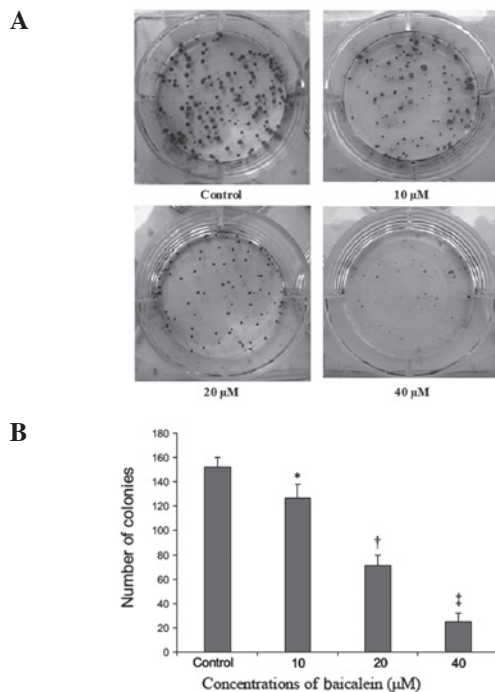 A
Control
10 µM
20 µM
40 µM
B
Number of colonies
180
160
140
120
100
80
60
40
20
0
*
†
‡
Control
10
20
40
Concentrations of baicalein (µM)